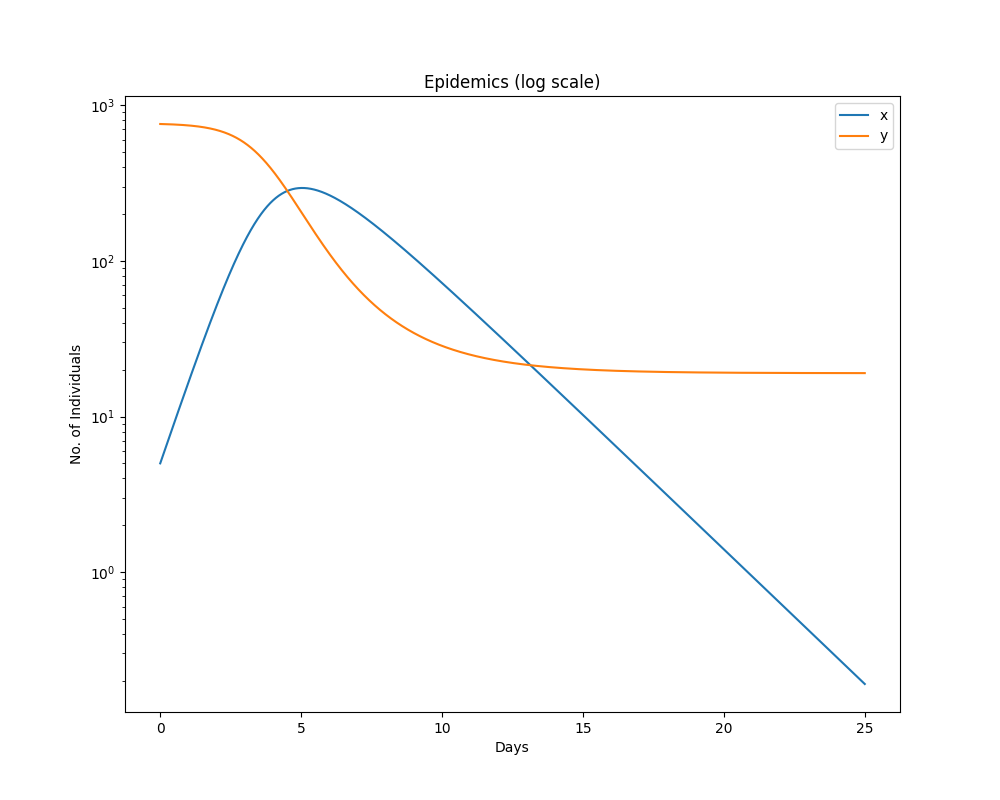 Epidemics (log scale)
x
y
No. of Individuals
10³
10²
10¹
10⁰
0 5 10 15 20 25
Days